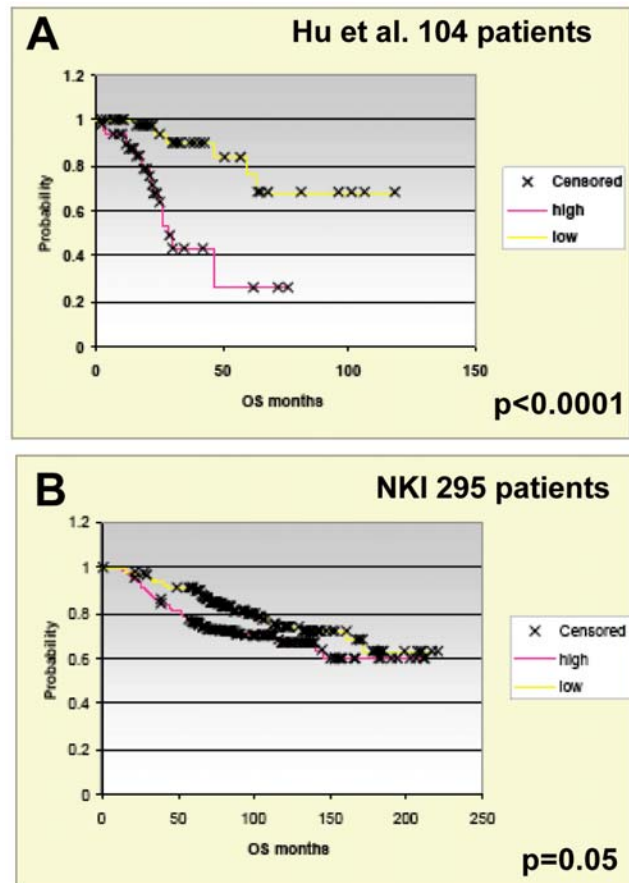 A
Hu et al. 104 patients
1.2
1
0.8
0.6
0.4
0.2
0
Probability
0 50 100 150
OS months
Censored
high
low
p<0.0001
B
NKI 295 patients
1.2
1
0.8
0.6
0.4
0.2
0
Probability
0 50 100 150 200 250
OS months
Censored
high
low
p=0.05